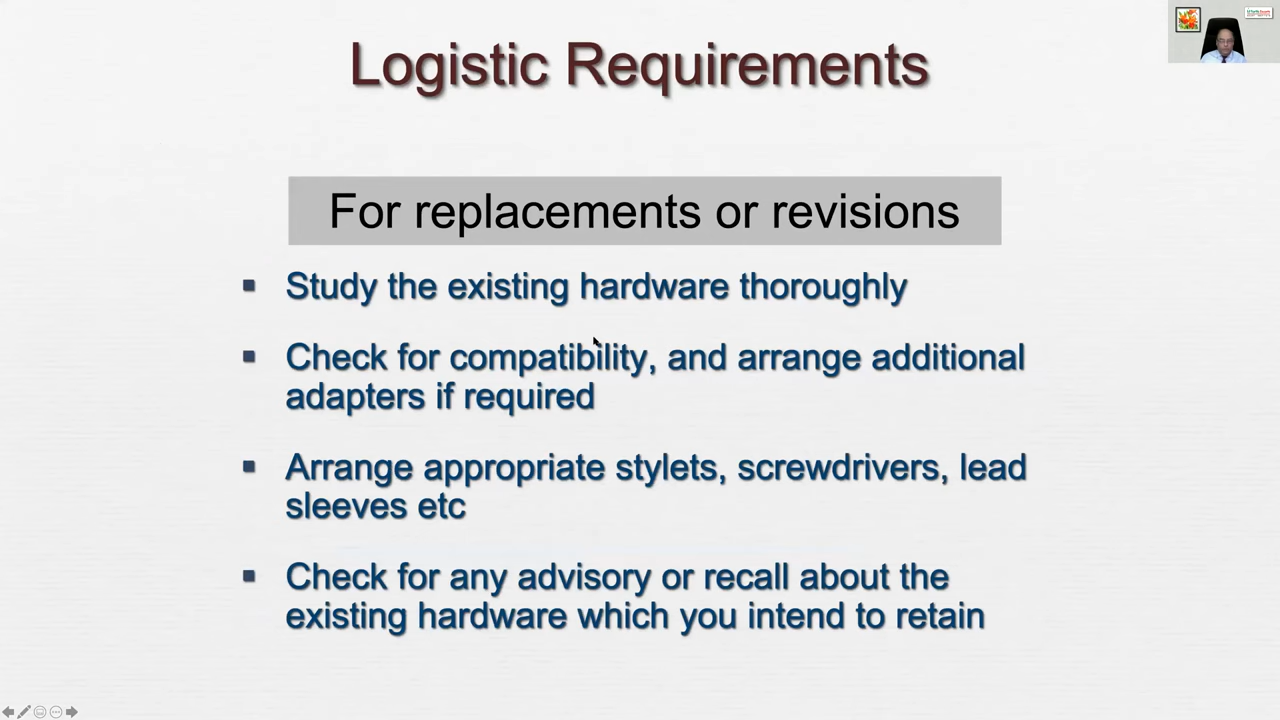 Logistic Requirements
For replacements or revisions
▪ Study the existing hardware thoroughly
▪ Check for compatibility, and arrange additional
adapters if required
▪ Arrange appropriate stylets, screwdrivers, lead
sleeves etc
▪ Check for any advisory or recall about the
existing hardware which you intend to retain